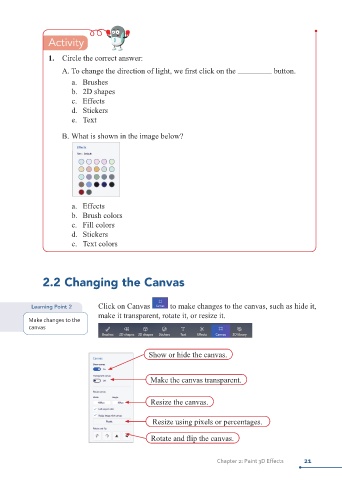 Activity
1. Circle the correct answer:
A. To change the direction of light, we first click on the ________ button.
a. Brushes
b. 2D shapes
c. Effects
d. Stickers
e. Text
B. What is shown in the image below?
Effects
a. Effects
b. Brush colors
c. Fill colors
d. Stickers
e. Text colors
2.2 Changing the Canvas
Learning Point 2
Make changes to the
canvas
Click on Canvas to make changes to the canvas, such as hide it,
make it transparent, rotate it, or resize it.
Brushes 2D shapes 3D shapes Stickers Text Effects Canvas 3D library
Canvas
Show or hide the canvas.
Make the canvas transparent.
Resize the canvas.
Resize using pixels or percentages.
Rotate and flip the canvas.
Chapter 2: Paint 3D Effects 21